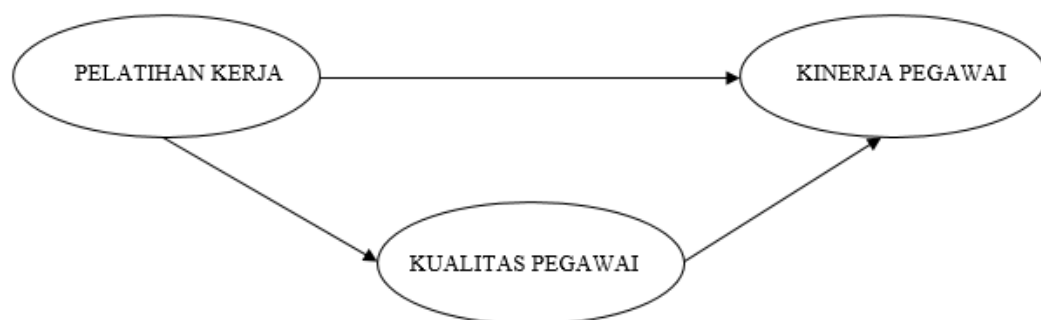 PELATIHAN KERJA
KINERJA PEGAWAI
KUALITAS PEGAWAI